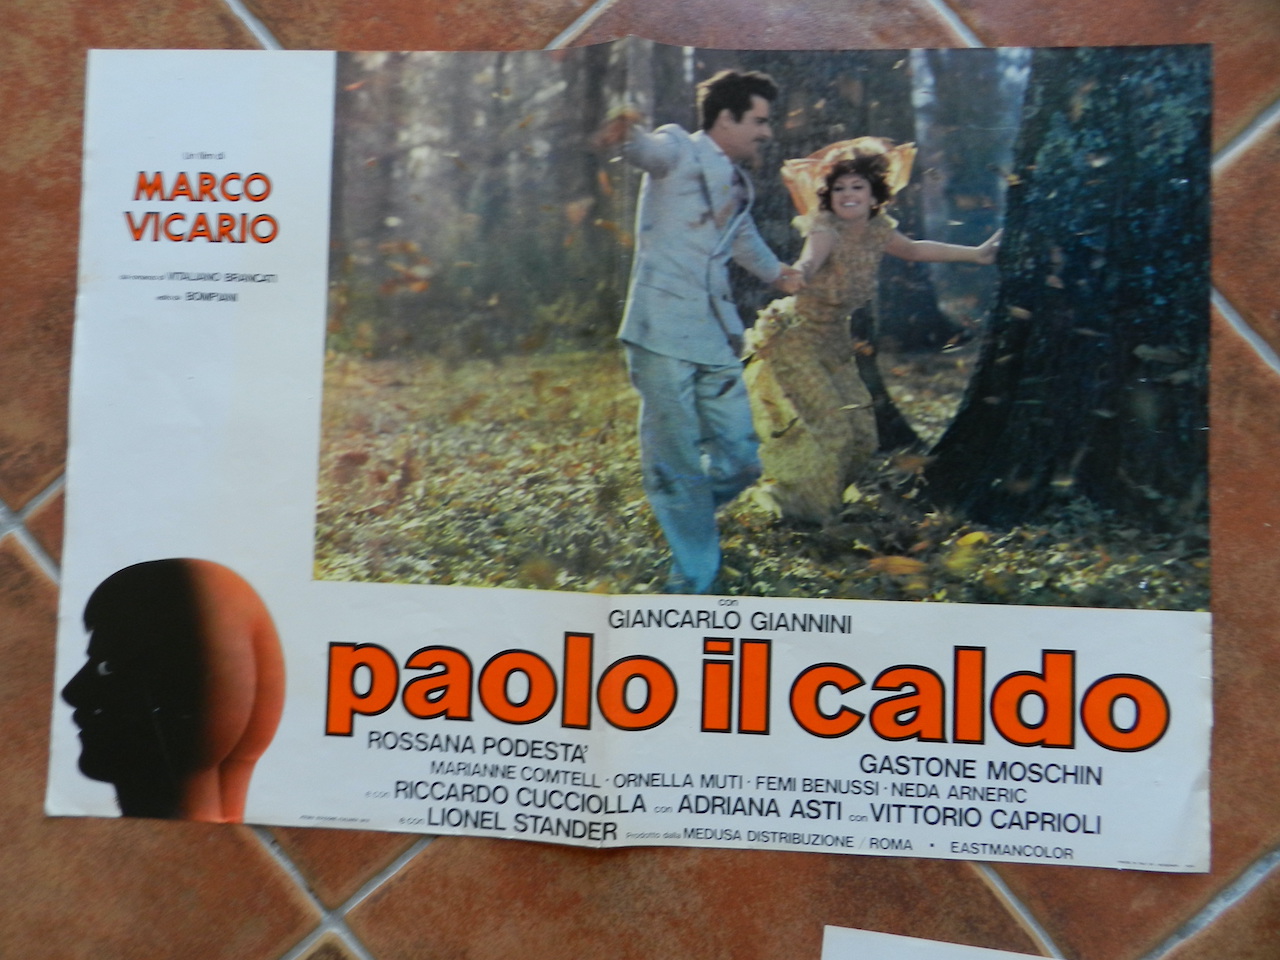 Un film di
MARCO
VICARIO
dal romanzo di VITALIANO BRANCATI
edito da BOMPIANI
con
GIANCARLO GIANNINI
paolo il caldo
ROSSANA PODESTA'
GASTONE MOSCHIN
MARIANNE COMTELL · ORNELLA MUTI · FEMI BENUSSI · NEDA ARNERIC
e con RICCARDO CUCCIOLLA con ADRIANA ASTI con VITTORIO CAPRIOLI
e con LIONEL STANDER Prodotto dalla MEDUSA DISTRIBUZIONE / ROMA · EASTMANCOLOR